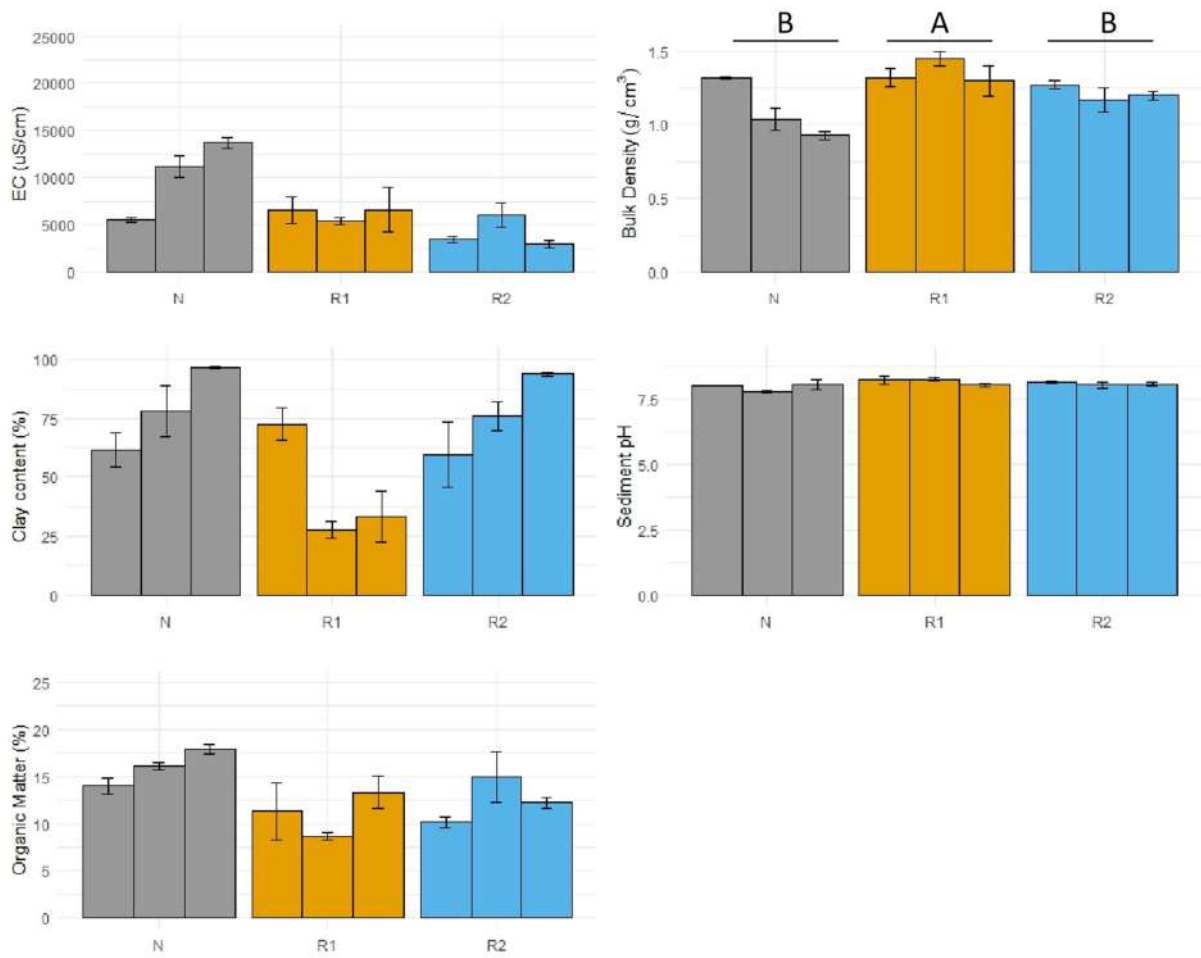 25000
20000
15000
10000
5000
0
EC (uS/cm)
N R1 R2
B A B
1.5
1.0
0.5
0.0
Bulk Density (g/ cm³)
N R1 R2
100
75
50
25
0
Clay content (%)
N R1 R2
7.5
5.0
2.5
0.0
Sediment pH
N R1 R2
25
20
15
10
5
0
Organic Matter (%)
N R1 R2